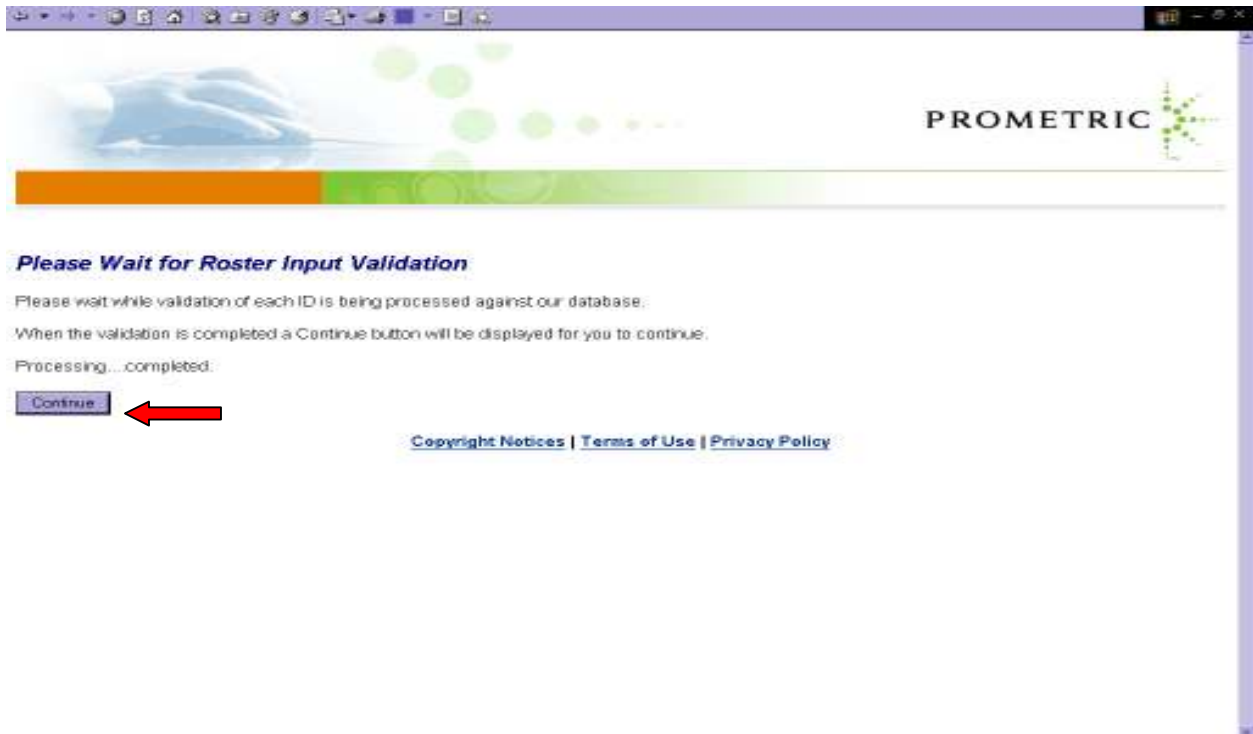 PROMETRIC
Please Wait for Roster Input Validation
Please wait while validation of each ID is being processed against our database.
When the validation is completed a Continue button will be displayed for you to continue.
Processing....completed.
Continue
Copyright Notices | Terms of Use | Privacy Policy